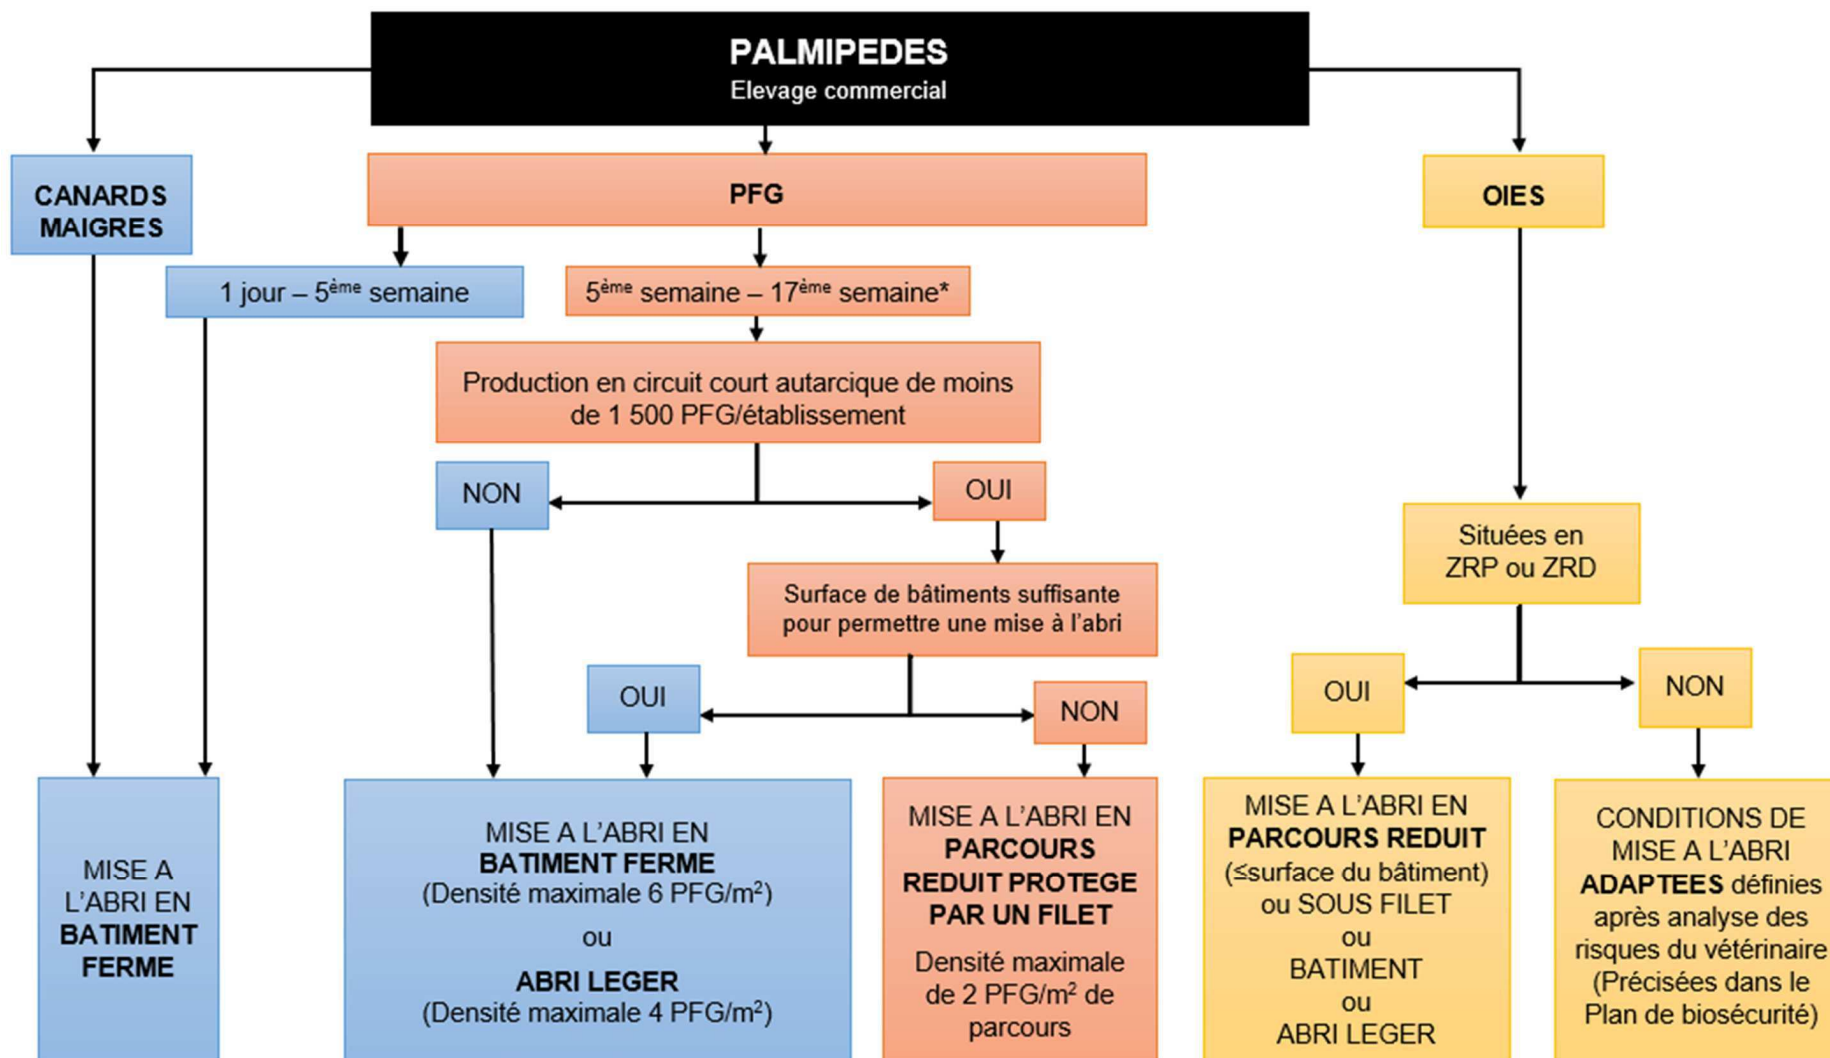 PALMIPEDES
Elevage commercial
CANARDS
MAIGRES
PFG
OIES
1 jour – 5ème semaine
5ème semaine – 17ème semaine*
Production en circuit court autarcique de moins
de 1 500 PFG/établissement
NON
OUI
Situées en
ZRP ou ZRD
Surface de bâtiments suffisante
pour permettre une mise à l’abri
OUI
NON
OUI
NON
MISE A
L’ABRI EN
BATIMENT
FERME
MISE A L’ABRI EN
BATIMENT FERME
(Densité maximale 6 PFG/m²)
ou
ABRI LEGER
(Densité maximale 4 PFG/m²)
MISE A L’ABRI EN
PARCOURS
REDUIT PROTEGE
PAR UN FILET
Densité maximale
de 2 PFG/m² de
parcours
MISE A L’ABRI EN
PARCOURS REDUIT
(≤surface du bâtiment)
ou SOUS FILET
ou
BATIMENT
ou
ABRI LEGER
CONDITIONS DE
MISE A L’ABRI
ADAPTEES définies
après analyse des
risques du vétérinaire
(Précisées dans le
Plan de biosécurité)